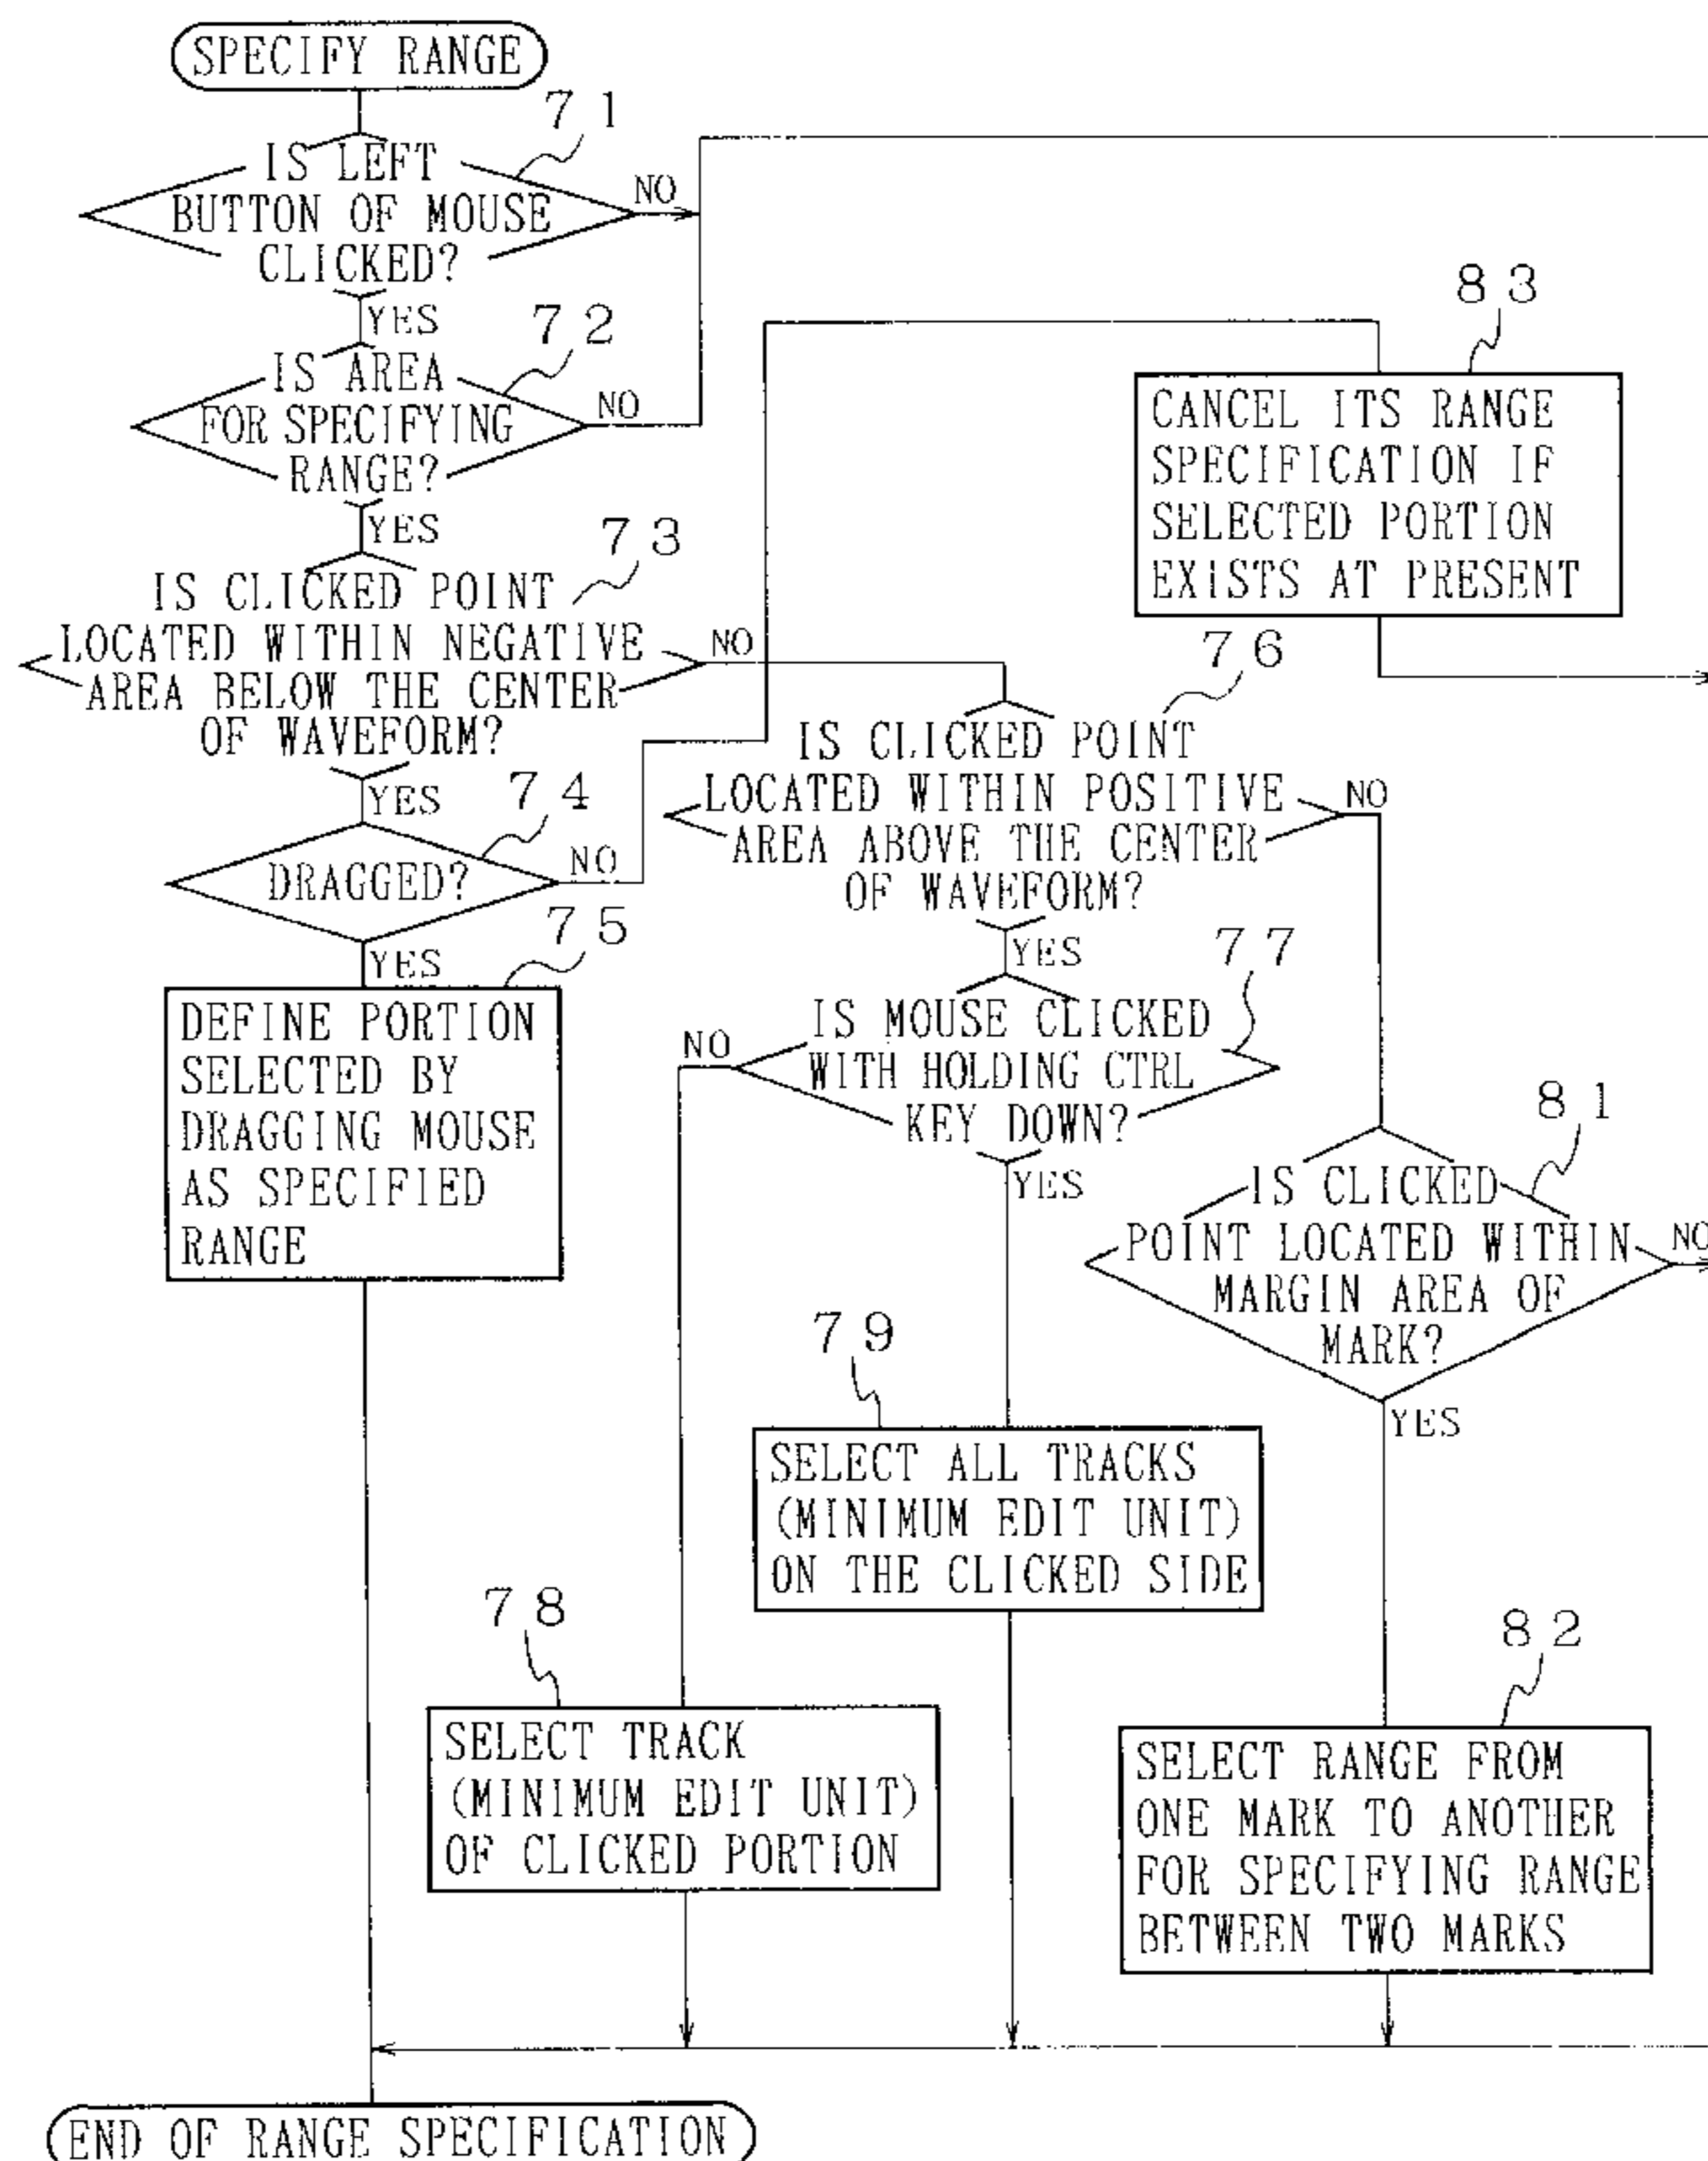 SPECIFY RANGE
71
IS LEFT
BUTTON OF MOUSE
CLICKED?
NO
YES
72
IS AREA
FOR SPECIFYING
RANGE?
NO
YES
73
IS CLICKED POINT
LOCATED WITHIN NEGATIVE
AREA BELOW THE CENTER
OF WAVEFORM?
NO
YES
74
DRAGGED?
NO
YES
75
DEFINE PORTION
SELECTED BY
DRAGGING MOUSE
AS SPECIFIED
RANGE
83
CANCEL ITS RANGE
SPECIFICATION IF
SELECTED PORTION
EXISTS AT PRESENT
76
IS CLICKED POINT
LOCATED WITHIN POSITIVE
AREA ABOVE THE CENTER
OF WAVEFORM?
NO
YES
77
IS MOUSE CLICKED
WITH HOLDING CTRL
KEY DOWN?
NO
YES
81
IS CLICKED
POINT LOCATED WITHIN
MARGIN AREA OF
MARK?
NO
YES
79
SELECT ALL TRACKS
(MINIMUM EDIT UNIT)
ON THE CLICKED SIDE
78
SELECT TRACK
(MINIMUM EDIT UNIT)
OF CLICKED PORTION
82
SELECT RANGE FROM
ONE MARK TO ANOTHER
FOR SPECIFYING RANGE
BETWEEN TWO MARKS
END OF RANGE SPECIFICATION